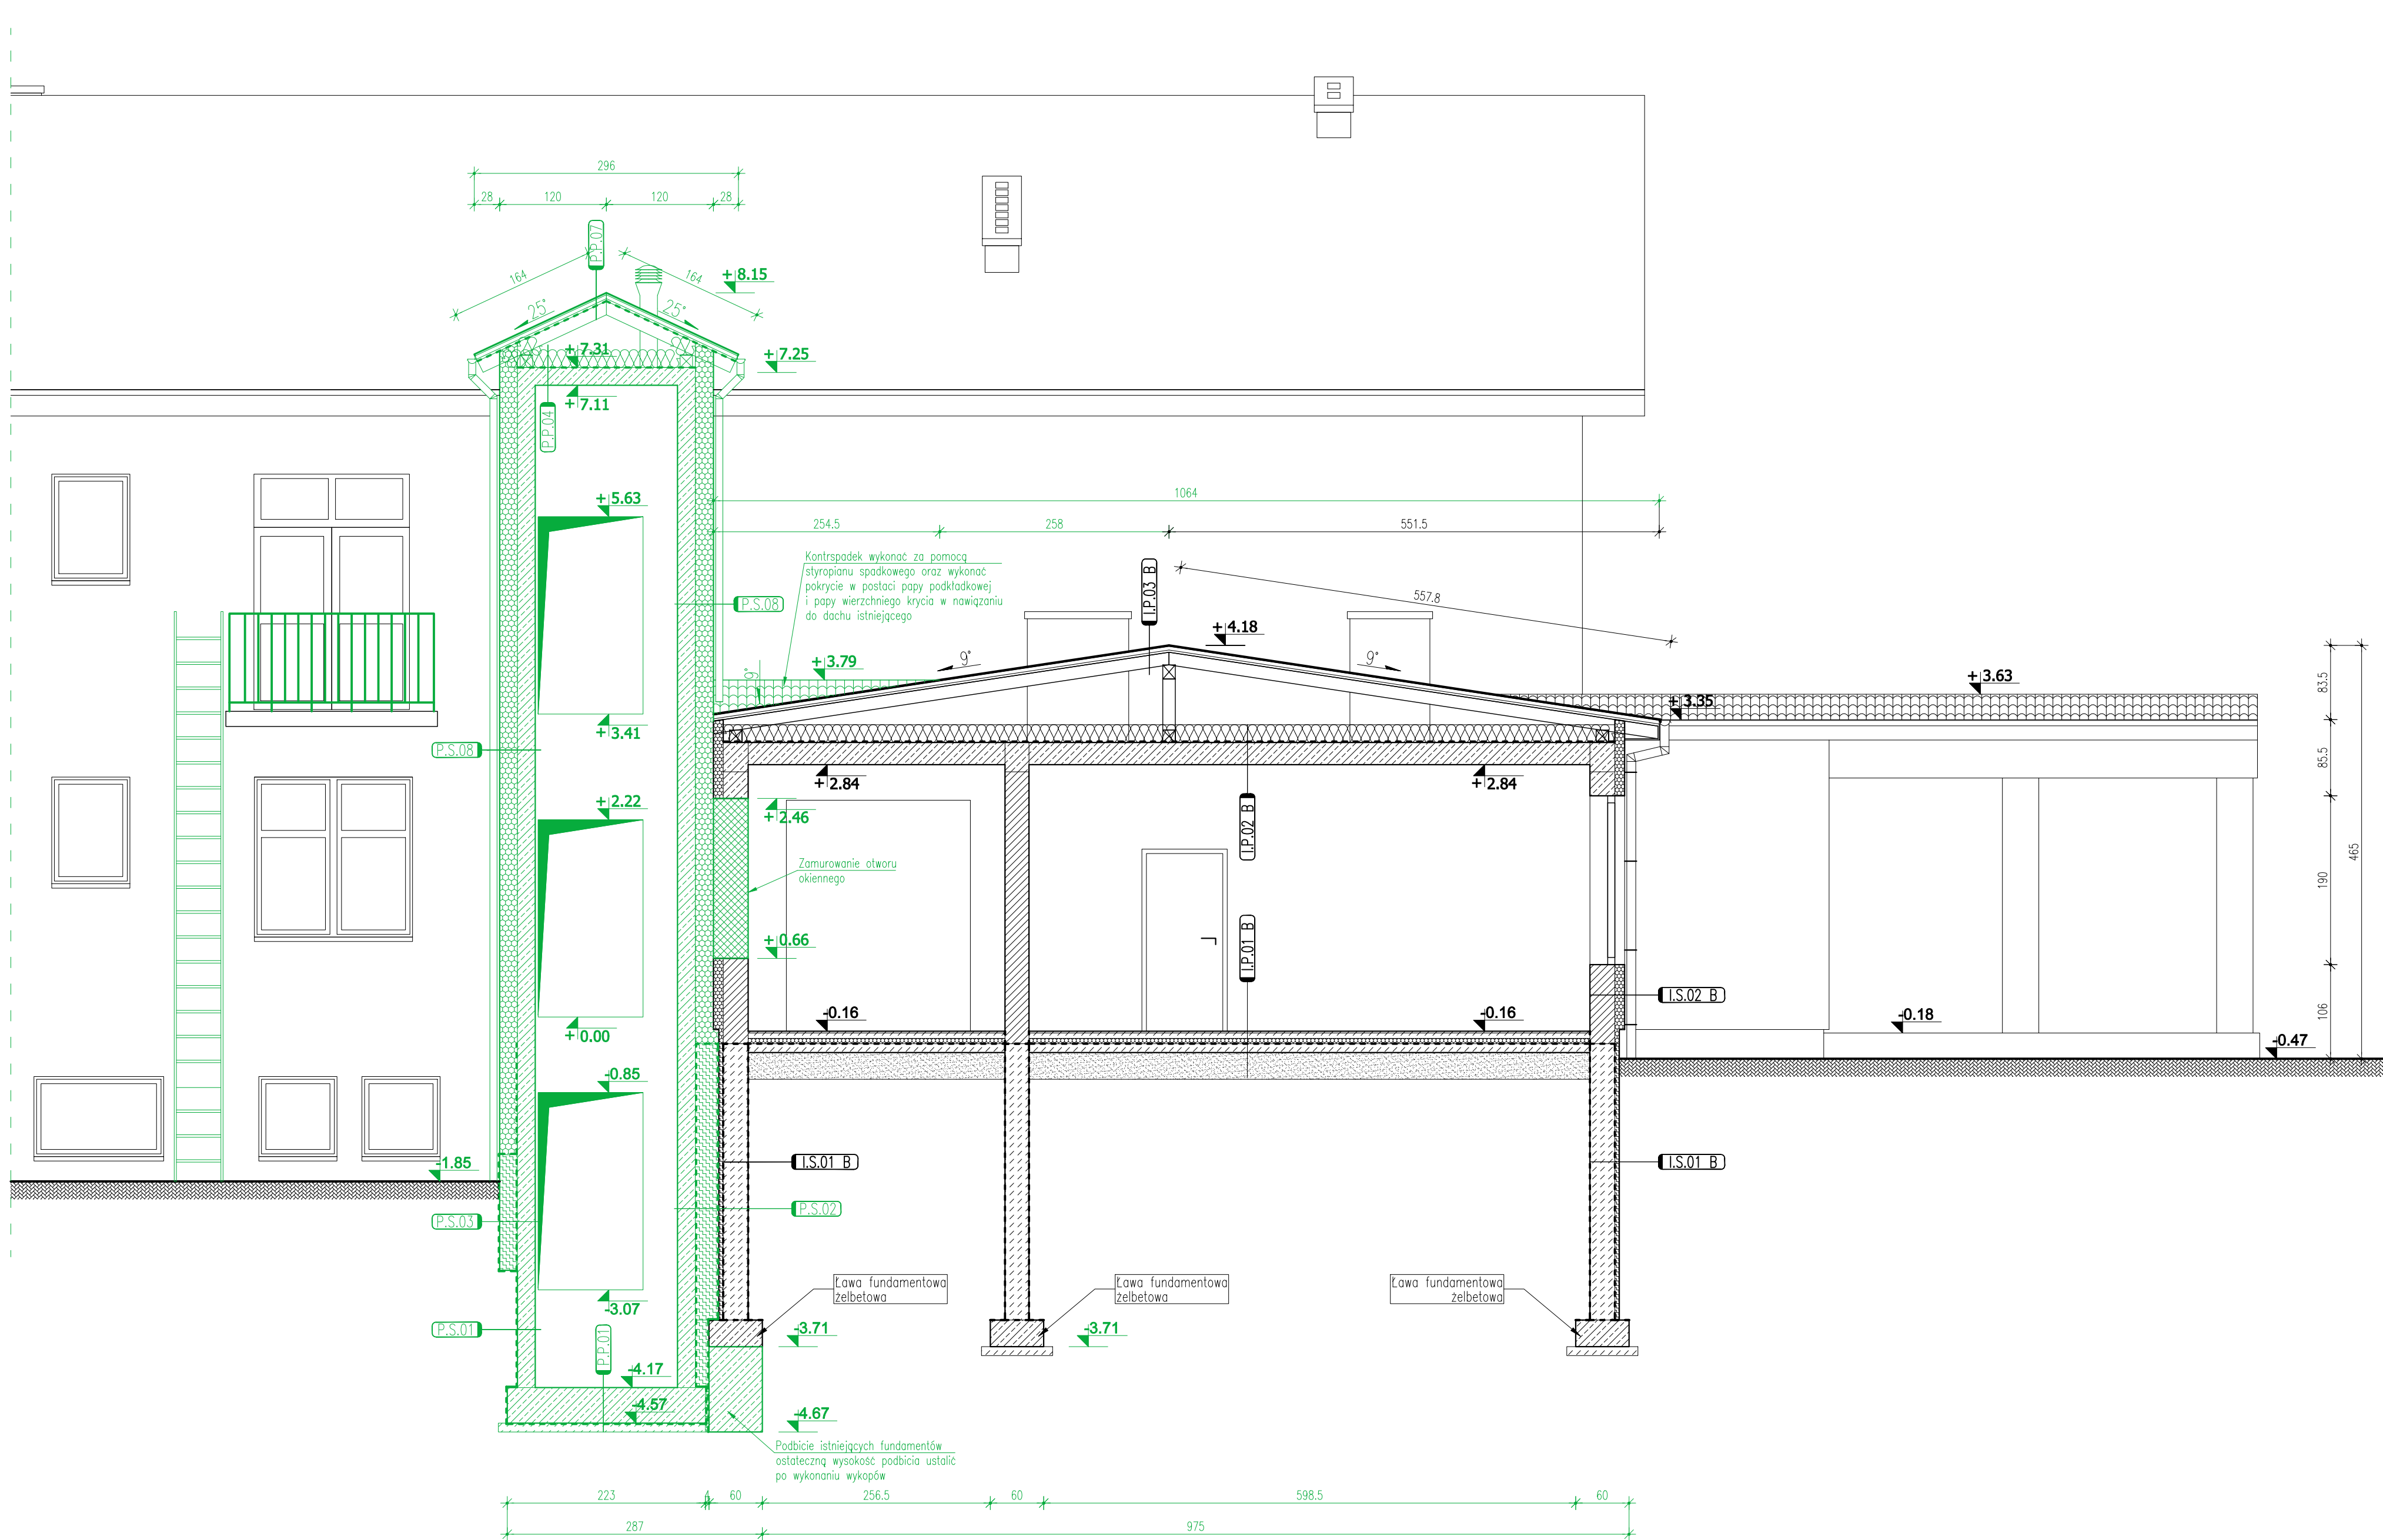 296
28 120 120 28
P.P.07
164
164
+8.15
25°
25°
+7.31
+7.25
+7.11
P.P.04
+5.63
1064
254.5 258 551.5
Kontrspadek wykonać za pomocą
styropianu spadkowego oraz wykonać
pokrycie w postaci papy podkładkowej
i papy wierzchniego krycia w nawiązaniu
do dachu istniejącego
I.P.03 B
557.8
P.S.08
+4.18
9°
9°
9°
+3.79
+3.63
+3.35
83.5
+3.41
P.S.08
+2.84
+2.84
85.5
+2.22
+2.46
I.P.02 B
465
Zamurowanie otworu
okiennego
190
+0.66
I.P.01 B
I.S.02 B
-0.16
-0.16
-0.18
106
+0.00
-0.47
-0.85
-1.85
I.S.01 B
I.S.01 B
P.S.02
P.S.03
Ława fundamentowa
żelbetowa
Ława fundamentowa
żelbetowa
Ława fundamentowa
żelbetowa
-3.07
P.S.01
P.P.01
-3.71
-3.71
-4.17
-4.57
-4.67
Podbicie istniejących fundamentów
ostateczną wysokość podbicia ustalić
po wykonaniu wykopów
223 4 60 256.5 60 598.5 60
287 975